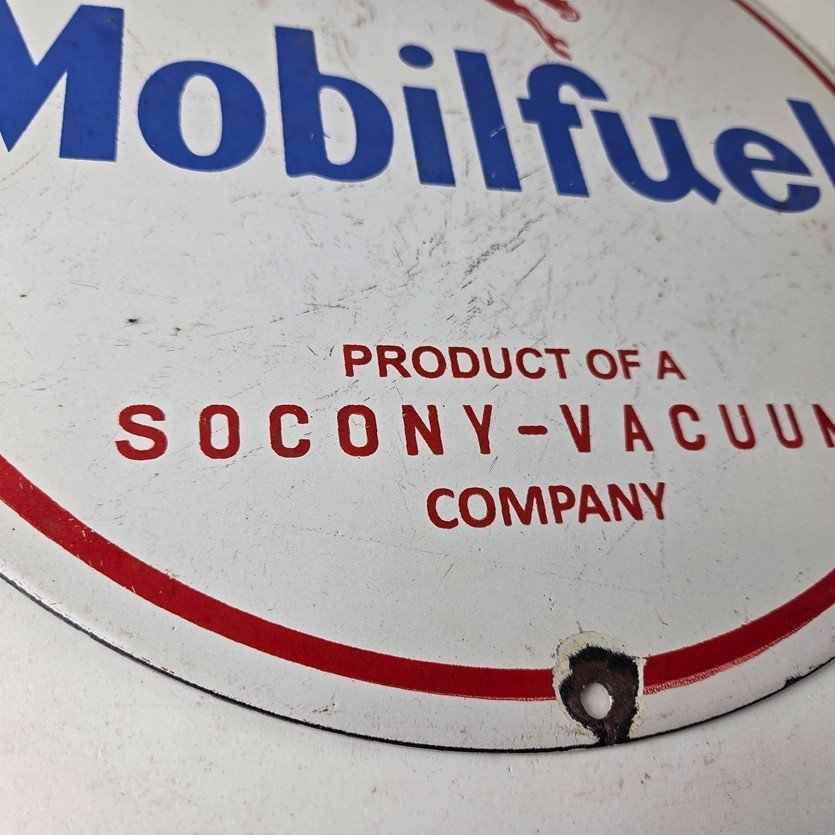 Mobilfuel
PRODUCT OF A
SOCONY-VACUUM
COMPANY